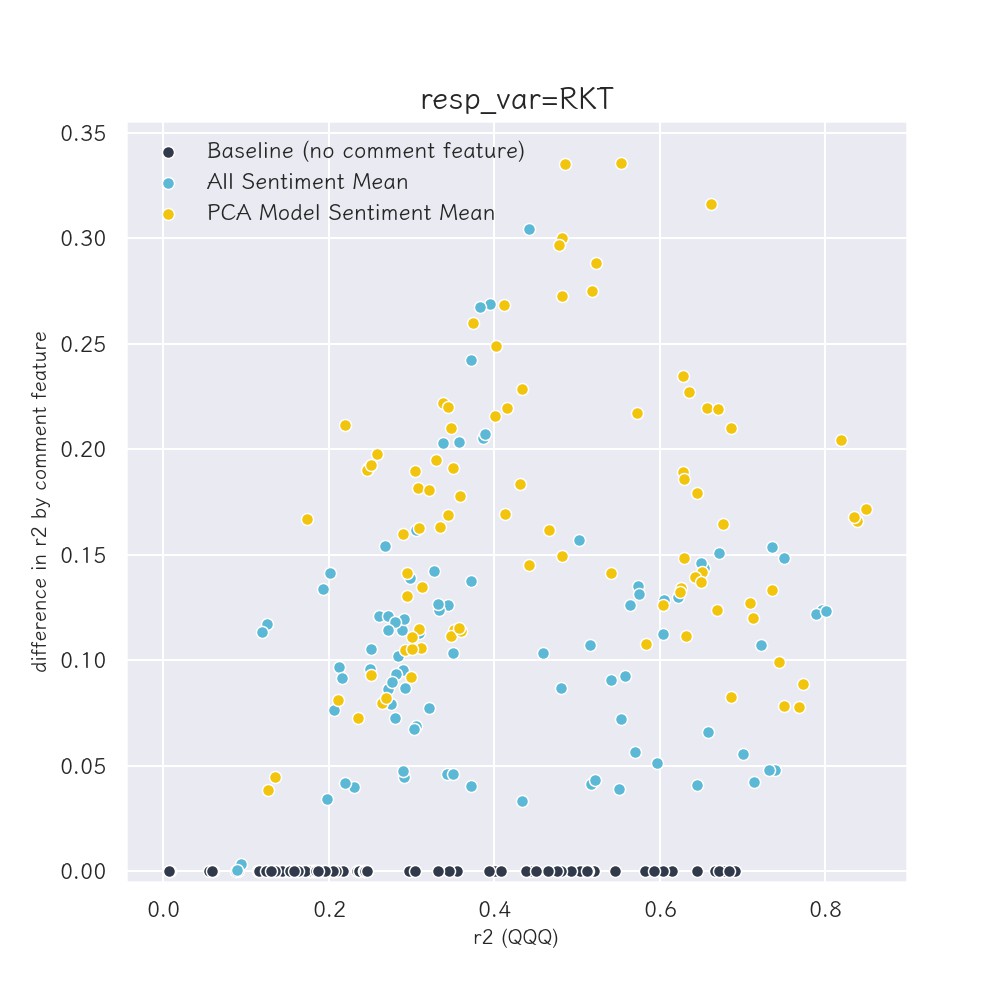 resp_var=RKT
Baseline (no comment feature)
All Sentiment Mean
PCA Model Sentiment Mean
difference in r2 by comment feature
0.35
0.30
0.25
0.20
0.15
0.10
0.05
0.00
0.0 0.2 0.4 0.6 0.8
r2 (QQQ)